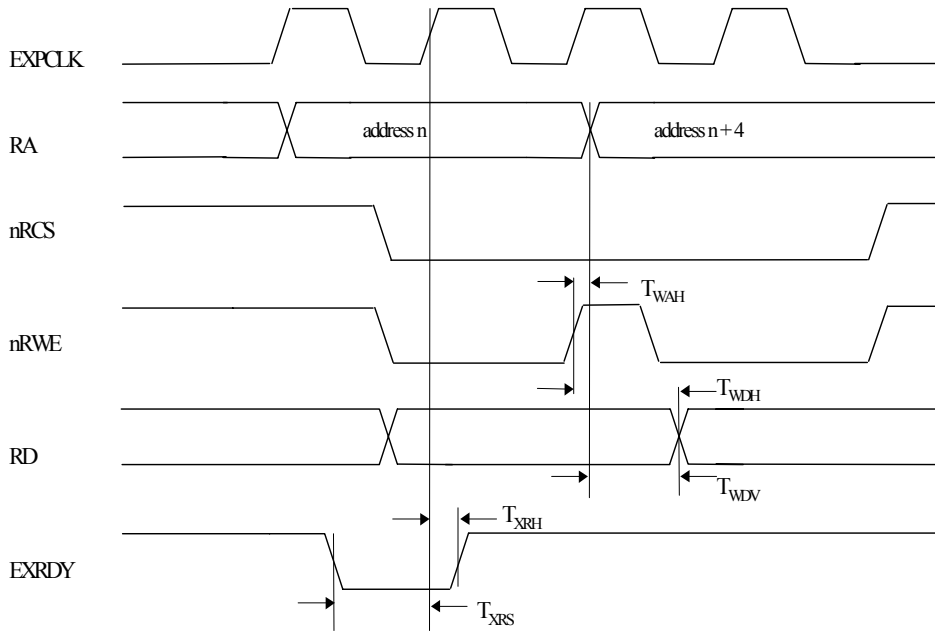 EXPCLK
RA
address n
address n + 4
nRCS
T_WAH
nRWE
T_WDH
RD
T_WDV
T_XRH
EXRDY
T_XRS